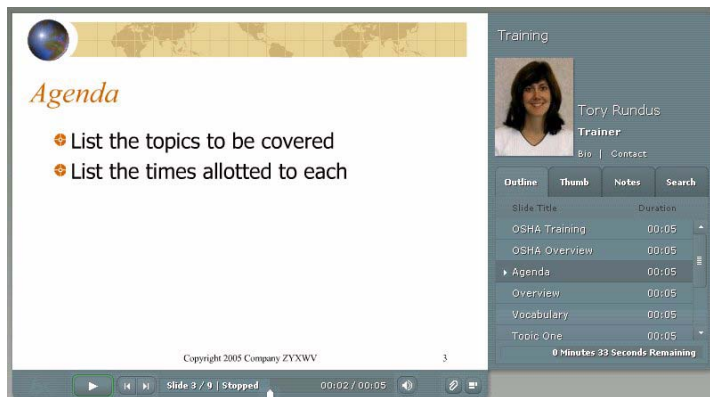 Training
Agenda
List the topics to be covered
List the times allotted to each
Copyright 2005 Company ZYXWV 3
Tory Rundus
Trainer
Bio | Contact
Outline Thumb Notes Search
Slide Title Duration
OSHA Training 00:05
OSHA Overview 00:05
Agenda 00:05
Overview 00:05
Vocabulary 00:05
Topic One 00:05
0 Minutes 33 Seconds Remaining
Slide 3 / 9 | Stopped 00:02 / 00:05